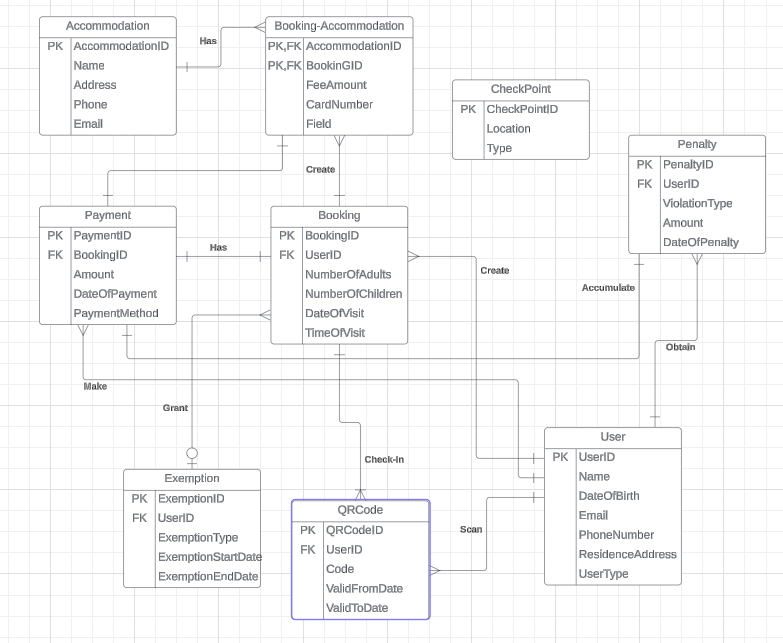 Accommodation
PK AccommodationID
Name
Address
Phone
Email
Has
Booking-Accommodation
PK,FK AccommodationID
PK,FK BookinGID
FeeAmount
CardNumber
Field
CheckPoint
PK CheckPointID
Location
Type
Penalty
PK PenaltyID
FK UserID
ViolationType
Amount
DateOfPenalty
Create
Payment
PK PaymentID
FK BookingID
Amount
DateOfPayment
PaymentMethod
Has
Booking
PK BookingID
FK UserID
NumberOfAdults
NumberOfChildren
DateOfVisit
TimeOfVisit
Create
Accumulate
Obtain
Make
Grant
Check-In
Exemption
PK ExemptionID
FK UserID
ExemptionType
ExemptionStartDate
ExemptionEndDate
QRCode
PK QRCodeID
FK UserID
Code
ValidFromDate
ValidToDate
Scan
User
PK UserID
Name
DateOfBirth
Email
PhoneNumber
ResidenceAddress
UserType